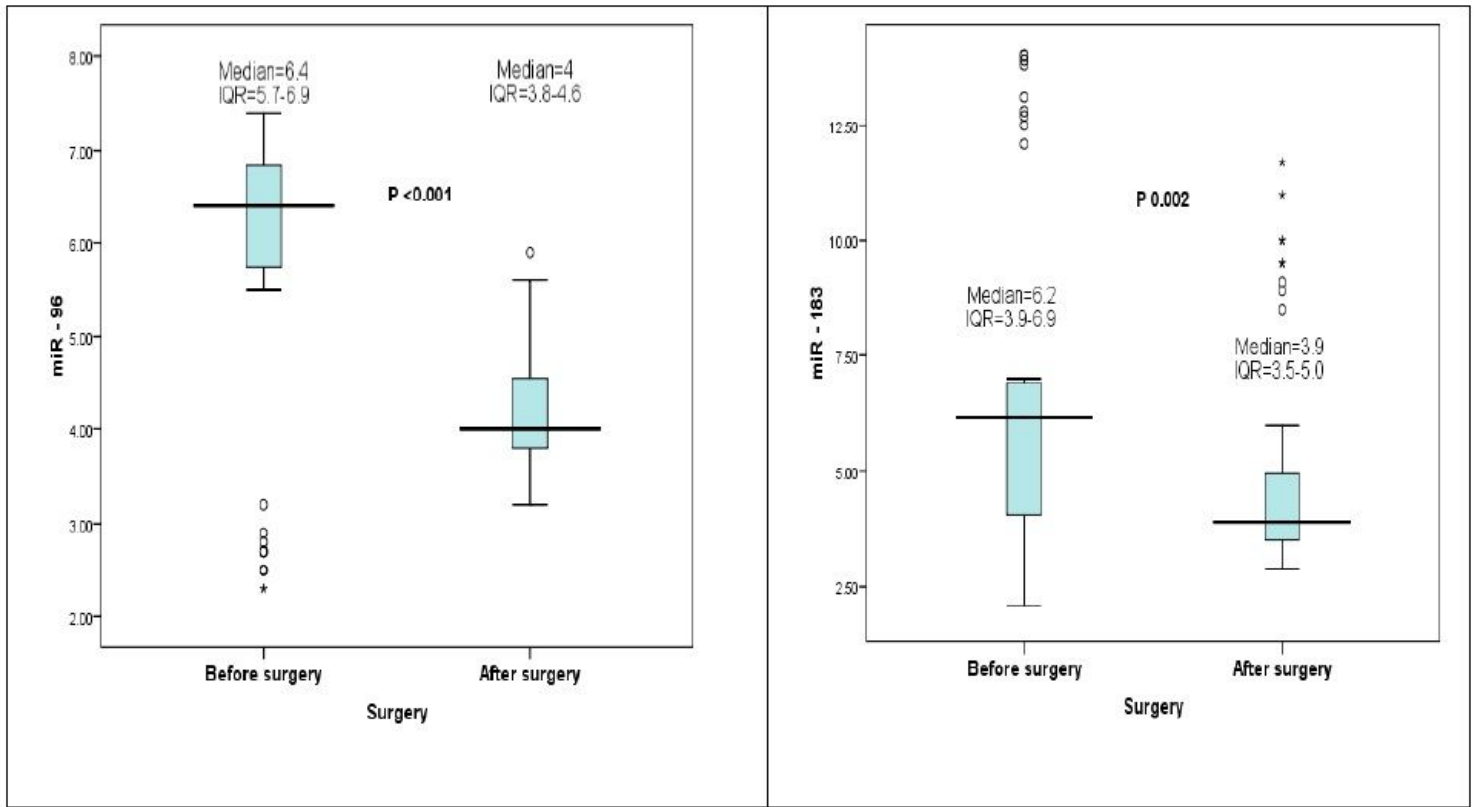 8.00
7.00
6.00
5.00
4.00
3.00
2.00
miR - 96
Median=6.4
IQR=5.7-6.9
Median=4
IQR=3.8-4.6
P <0.001
Before surgery
After surgery
Surgery
12.50
10.00
7.50
5.00
2.50
miR - 183
Median=6.2
IQR=3.9-6.9
P 0.002
Median=3.9
IQR=3.5-5.0
Before surgery
After surgery
Surgery